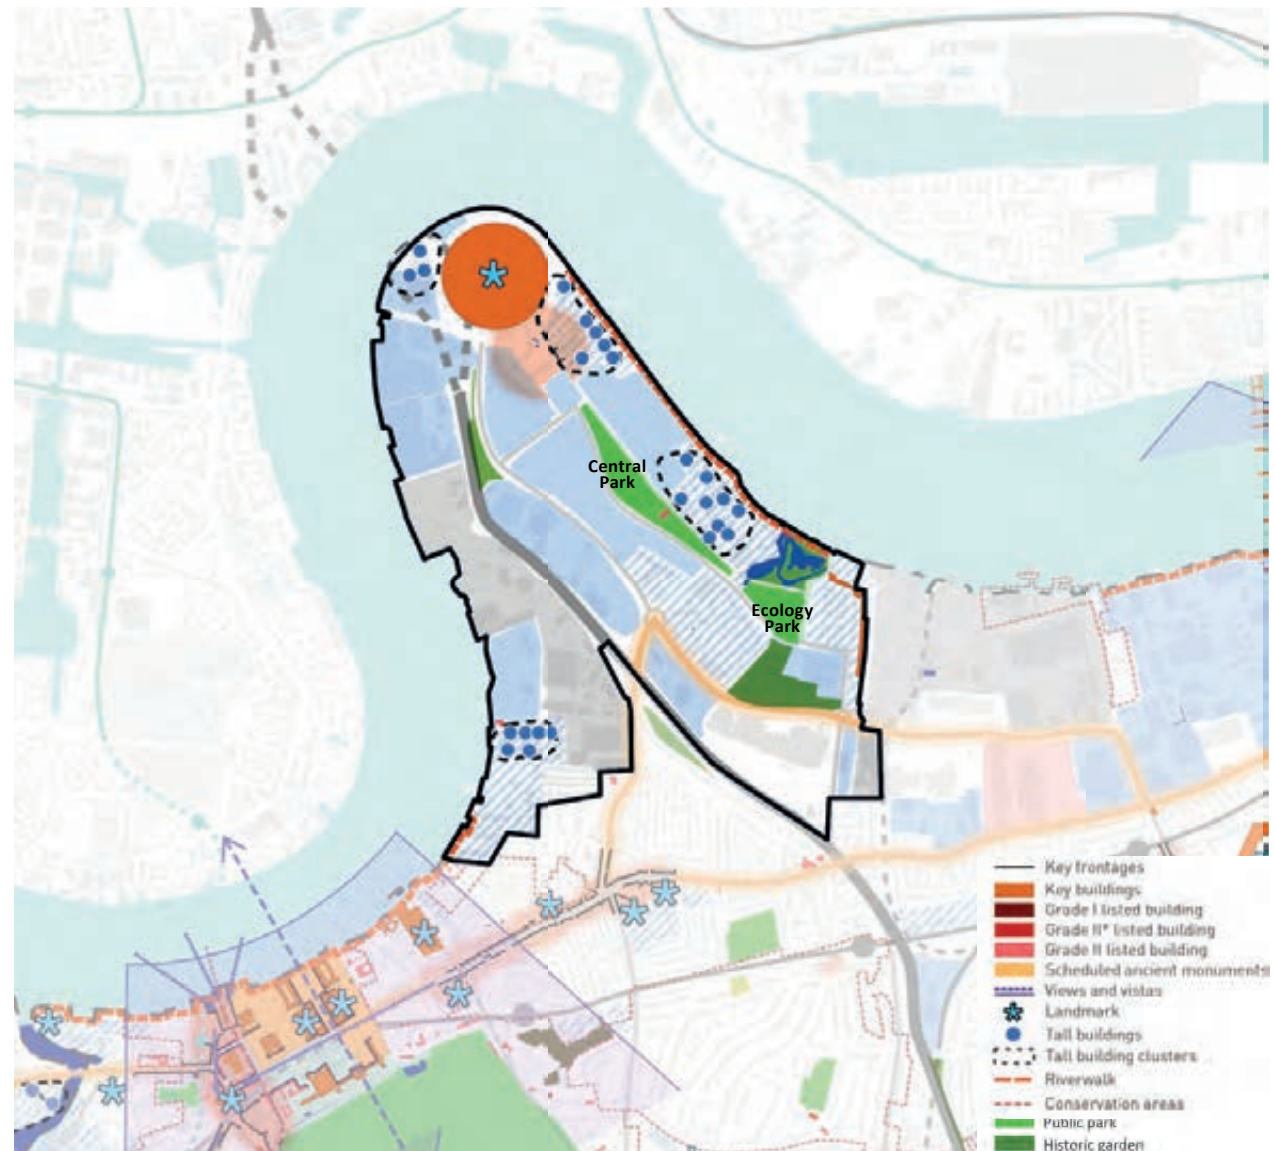 Central
Park
Ecology
Park
Key frontages
Key buildings
Grade I listed building
Grade II* listed building
Grade II listed building
Scheduled ancient monuments
Views and vistas
Landmark
Tall buildings
Tall building clusters
Riverwalk
Conservation areas
Public park
Historic garden